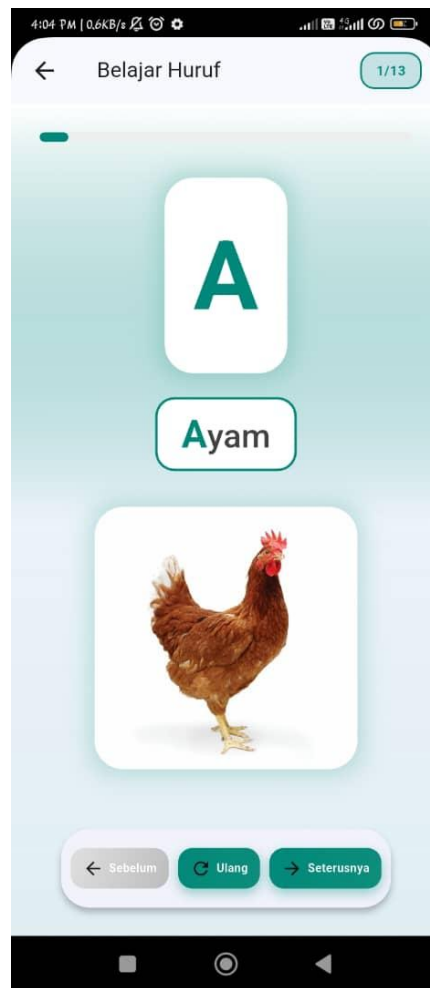 4:04 PM | 0.6KB/s
Belajar Huruf
1/13
A
Ayam
Sebelum
Ulang
Seterusnya